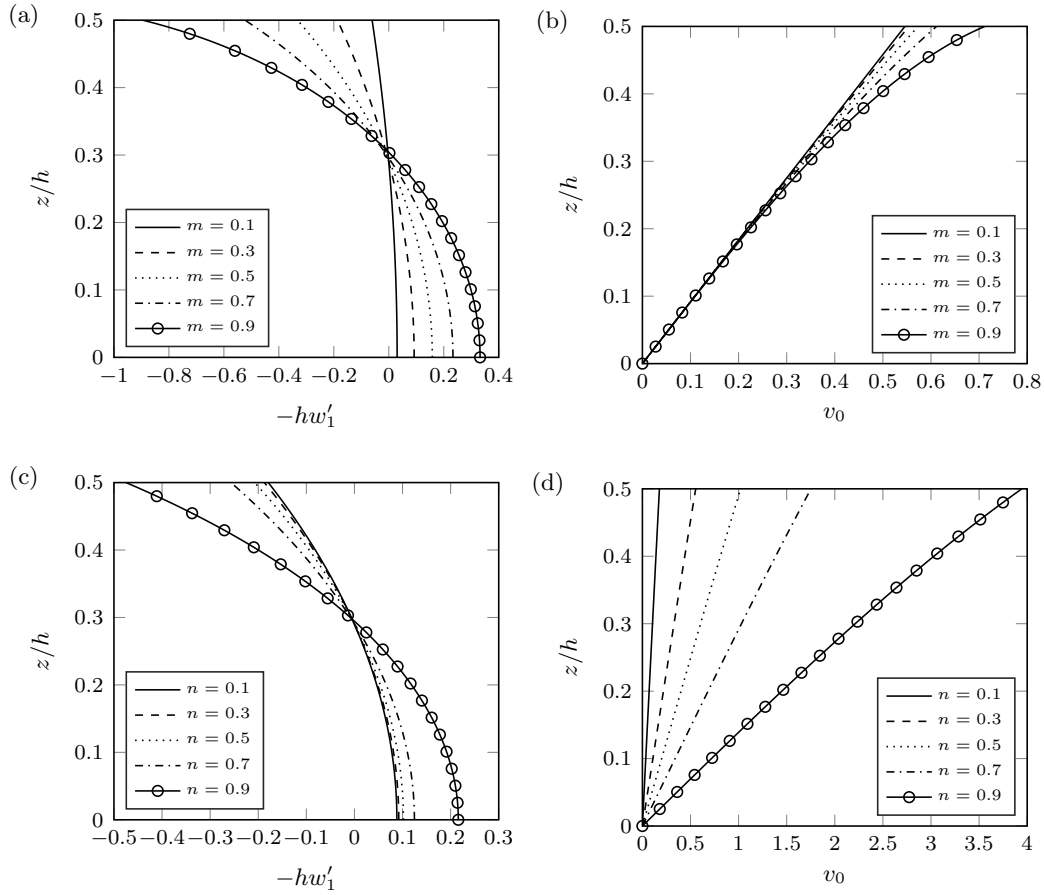 (a)
0.5
0.4
0.3
0.2
0.1
0
z/h
m = 0.1
m = 0.3
m = 0.5
m = 0.7
m = 0.9
−1 −0.8 −0.6 −0.4 −0.2 0 0.2 0.4
−hw′₁
(b)
0.5
0.4
0.3
0.2
0.1
0
z/h
m = 0.1
m = 0.3
m = 0.5
m = 0.7
m = 0.9
0 0.1 0.2 0.3 0.4 0.5 0.6 0.7 0.8
v₀
(c)
0.5
0.4
0.3
0.2
0.1
0
z/h
n = 0.1
n = 0.3
n = 0.5
n = 0.7
n = 0.9
−0.5 −0.4 −0.3 −0.2 −0.1 0 0.1 0.2 0.3
−hw′₁
(d)
0.5
0.4
0.3
0.2
0.1
0
z/h
n = 0.1
n = 0.3
n = 0.5
n = 0.7
n = 0.9
0 0.5 1 1.5 2 2.5 3 3.5 4
v₀